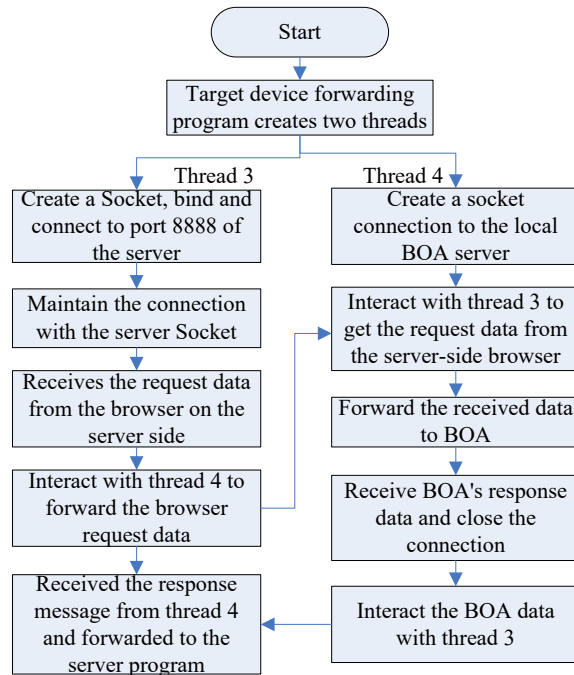 Start
Target device forwarding
program creates two threads
Thread 3
Create a Socket, bind and
connect to port 8888 of
the server
Maintain the connection
with the server Socket
Receives the request data
from the browser on the
server side
Interact with thread 4 to
forward the browser
request data
Received the response
message from thread 4
and forwarded to the
server program
Thread 4
Create a socket
connection to the local
BOA server
Interact with thread 3 to
get the request data from
the server-side browser
Forward the received data
to BOA
Receive BOA's response
data and close the
connection
Interact the BOA data
with thread 3